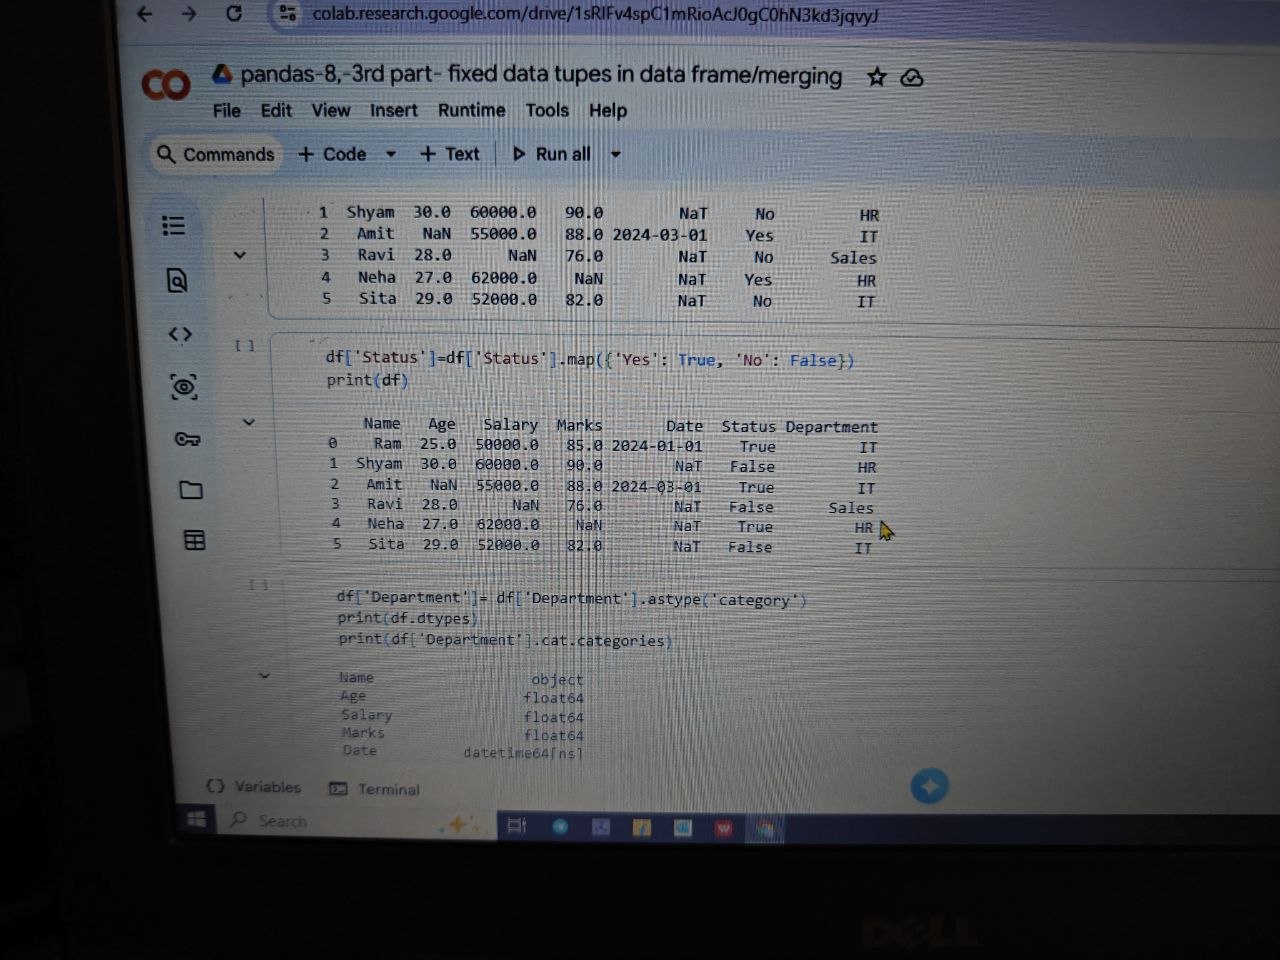 colab.research.google.com/drive/1sRIFv4spC1mRioAcJ0gC0hN3kd3jqvyJ
CO pandas-8,-3rd part- fixed data tupes in data frame/merging
File Edit View Insert Runtime Tools Help
Commands + Code + Text Run all
1 Shyam 30.0 60000.0 90.0 NaT No HR
2 Amit NaN 55000.0 88.0 2024-03-01 Yes IT
3 Ravi 28.0 NaN 76.0 NaT No Sales
4 Neha 27.0 62000.0 NaN NaT Yes HR
5 Sita 29.0 52000.0 82.0 NaT No IT
[ ] df['Status']=df['Status'].map({'Yes': True, 'No': False})
print(df)
Name Age Salary Marks Date Status Department
0 Ram 25.0 50000.0 85.0 2024-01-01 True IT
1 Shyam 30.0 60000.0 90.0 NaT False HR
2 Amit NaN 55000.0 88.0 2024-03-01 True IT
3 Ravi 28.0 NaN 76.0 NaT False Sales
4 Neha 27.0 62000.0 NaN NaT True HR
5 Sita 29.0 52000.0 82.0 NaT False IT
[ ] df['Department']= df['Department'].astype('category')
print(df.dtypes)
print(df['Department'].cat.categories)
Name object
Age float64
Salary float64
Marks float64
Date datetime64[ns]
{} Variables Terminal
Search
W
DELL